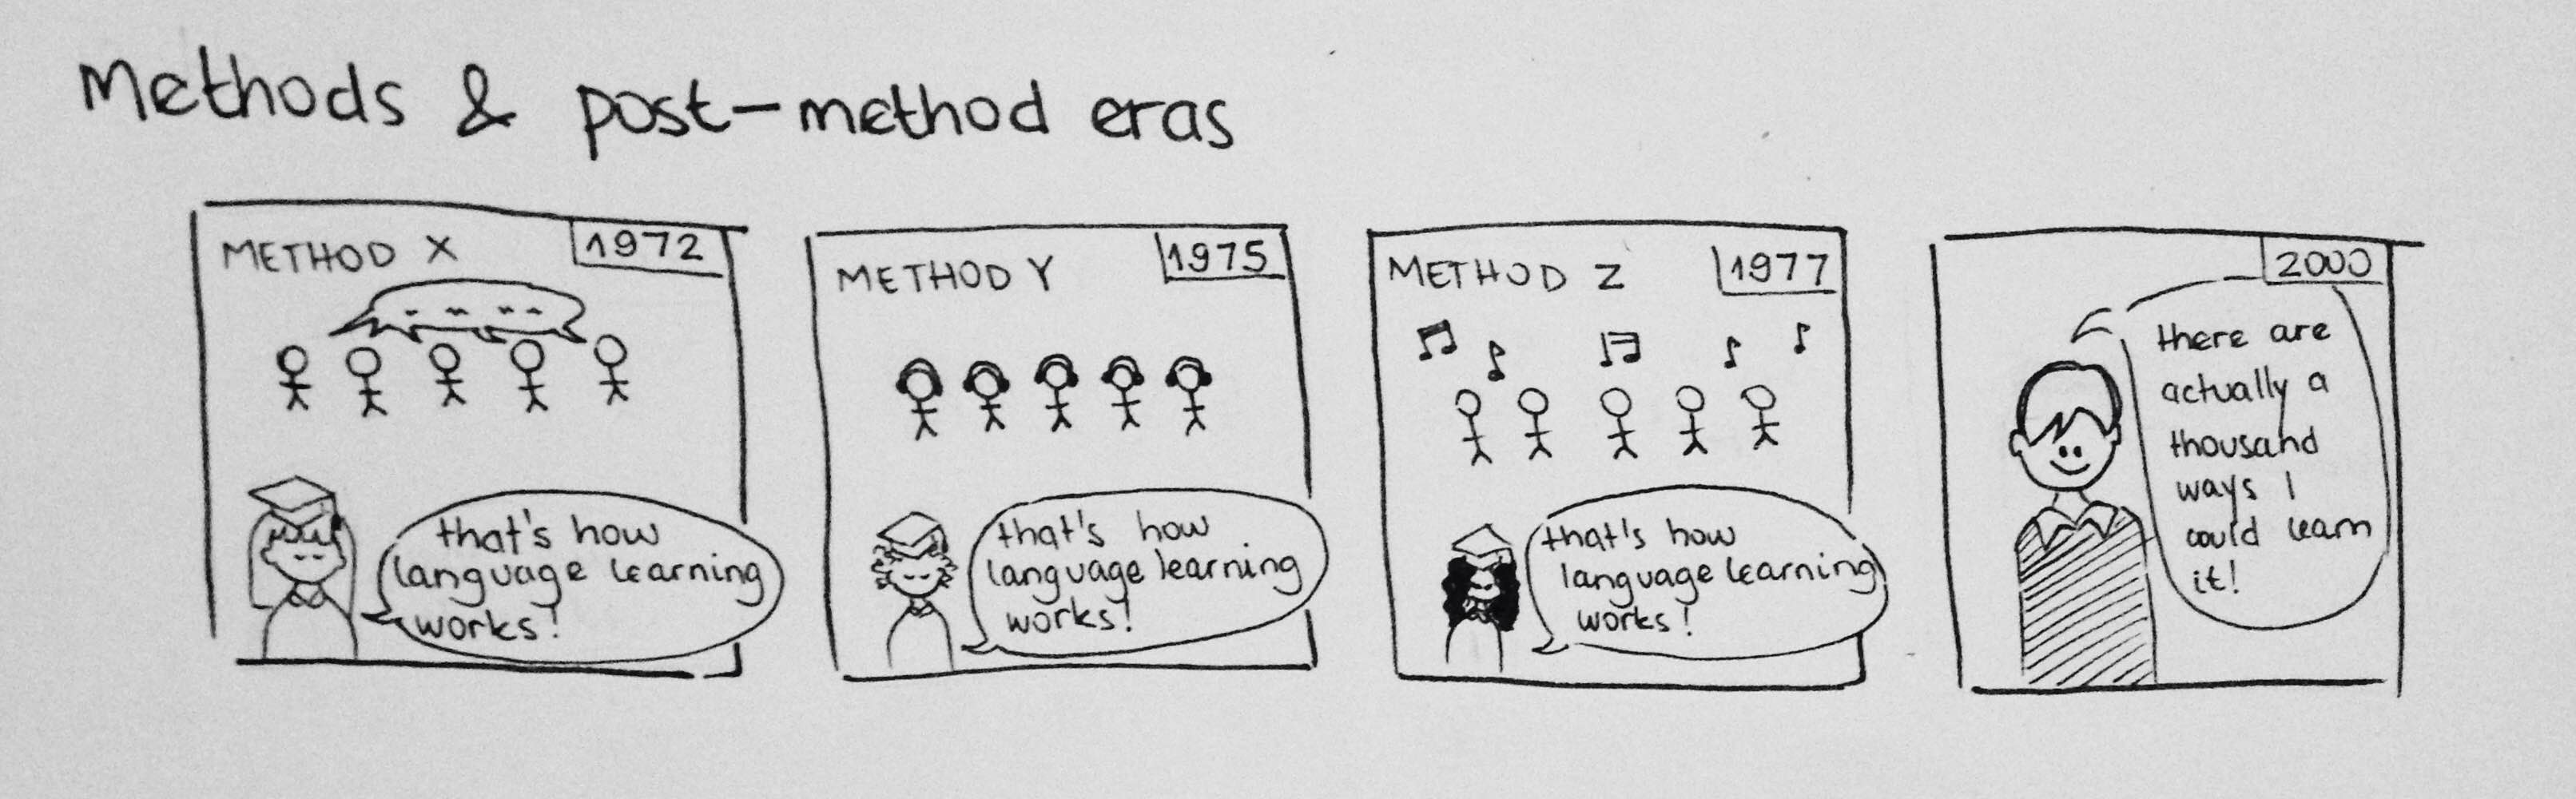 Methods & post-method eras
METHOD X
1972
that's how
language learning
works!
METHOD Y
1975
that's how
language learning
works!
METHOD Z
1977
that's how
language learning
works!
2000
there are
actually a
thousand
ways I
could learn
it!